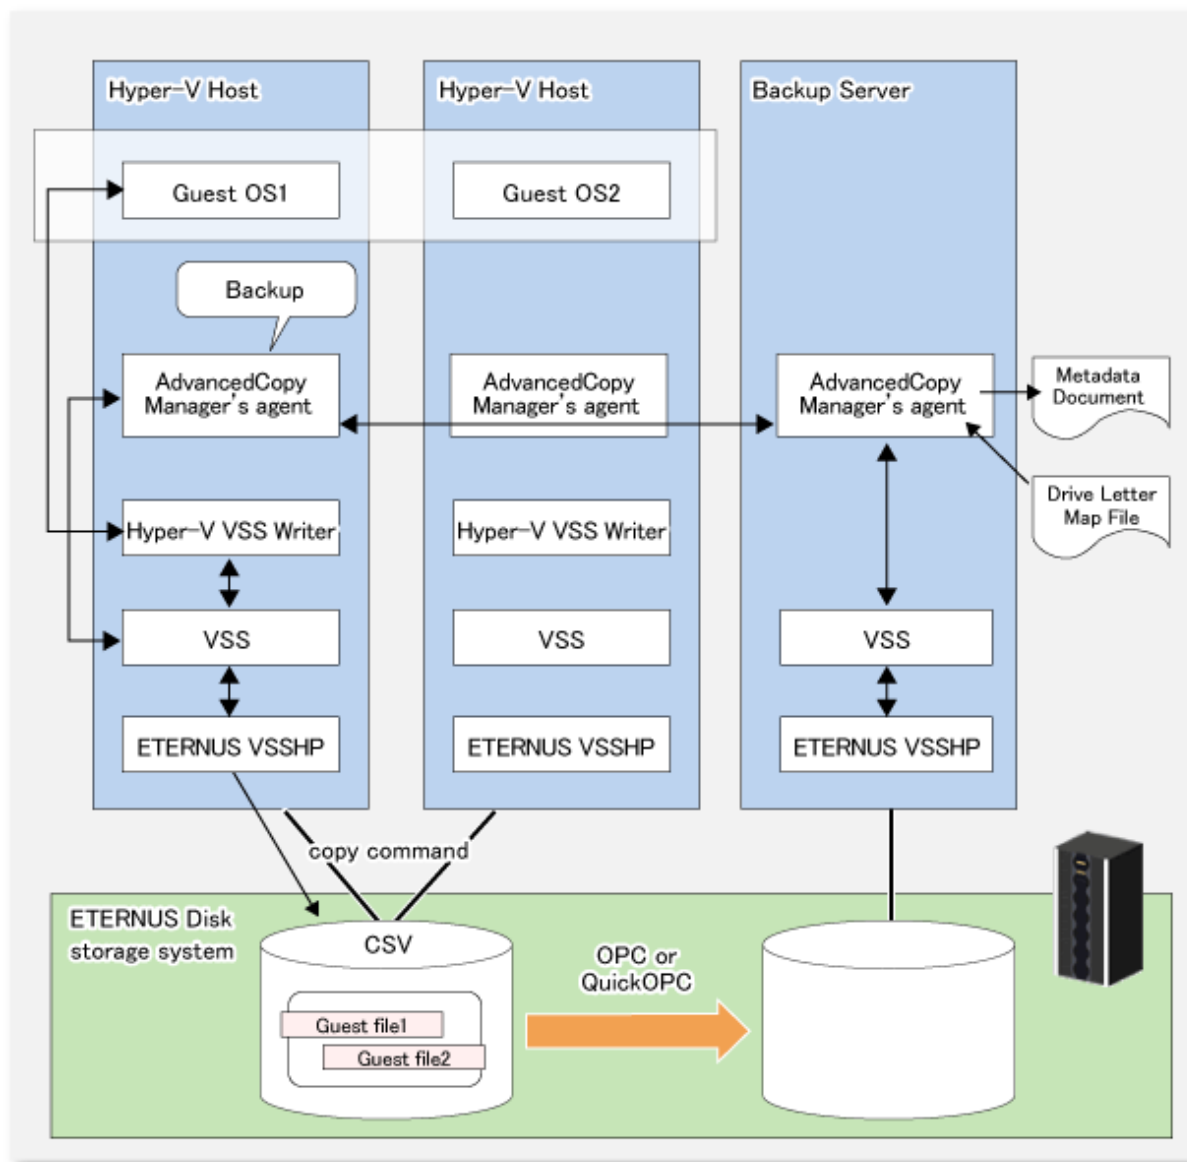 Hyper-V Host
Hyper-V Host
Backup Server
Guest OS1
Guest OS2
Backup
AdvancedCopy
Manager's agent
AdvancedCopy
Manager's agent
AdvancedCopy
Manager's agent
Metadata
Document
Drive Letter
Map File
Hyper-V VSS Writer
Hyper-V VSS Writer
VSS
VSS
VSS
ETERNUS VSSHP
ETERNUS VSSHP
ETERNUS VSSHP
copy command
ETERNUS Disk
storage system
CSV
OPC or
QuickOPC
Guest file1
Guest file2